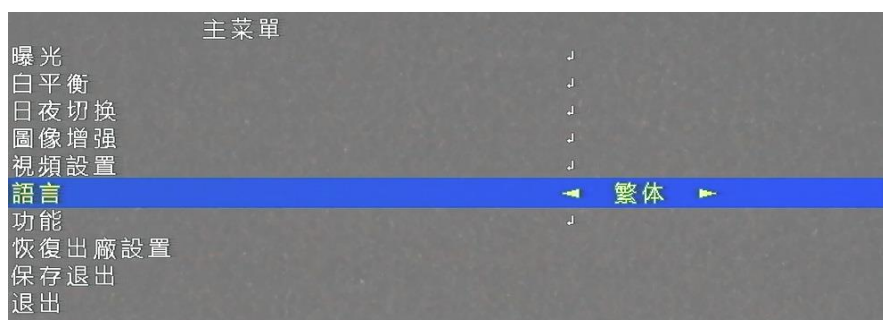 主菜單
曝光 ↲
白平衡 ↲
日夜切换 ↲
圖像增强 ↲
視頻設置 ↲
語言 ◄ 繁体 ►
功能 ↲
恢復出廠設置
保存退出
退出